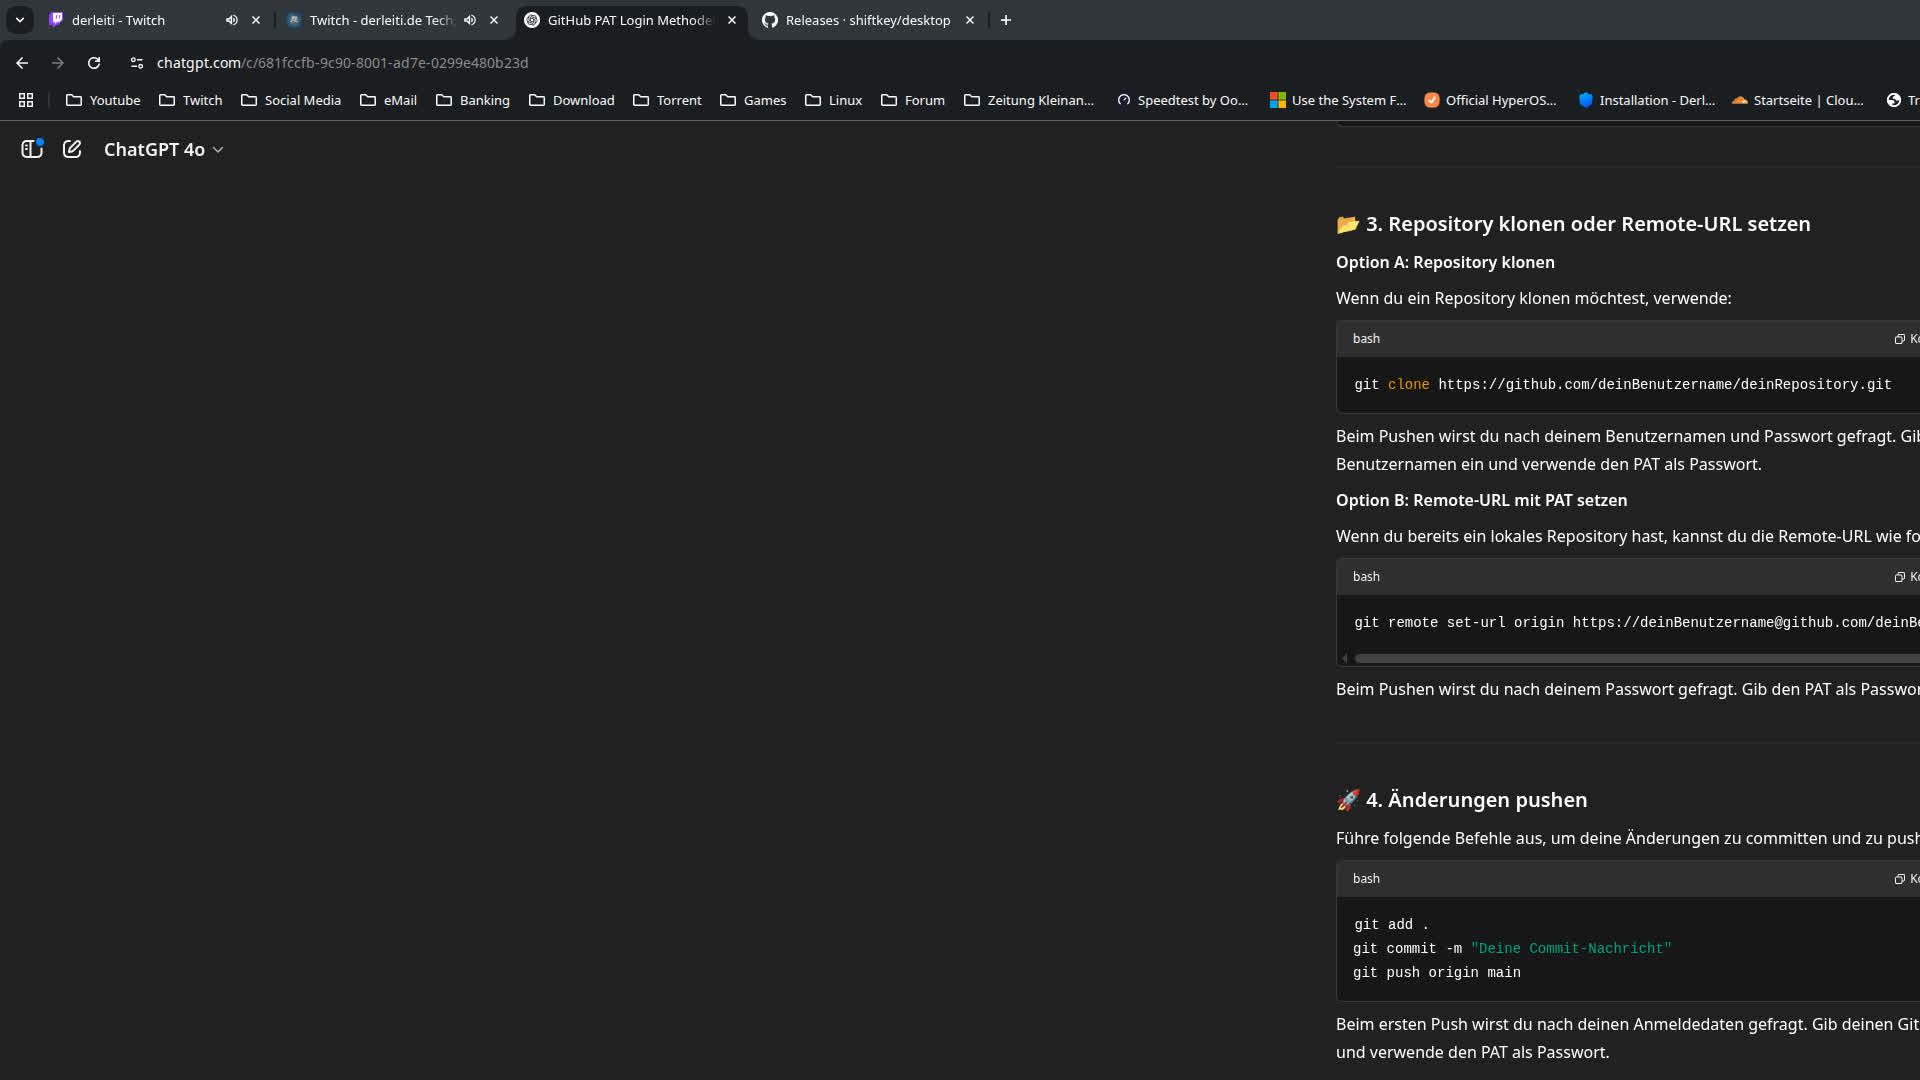 derleiti - Twitch
Twitch - derleiti.de Tech
GitHub PAT Login Methode
Releases · shiftkey/desktop
chatgpt.com/c/681fccfb-9c90-8001-ad7e-0299e480b23d
Youtube
Twitch
Social Media
eMail
Banking
Download
Torrent
Games
Linux
Forum
Zeitung Kleinan...
Speedtest by Oo...
Use the System F...
Official HyperOS...
Installation - Derl...
Startseite | Clou...
Tr
ChatGPT 4o
3. Repository klonen oder Remote-URL setzen
Option A: Repository klonen
Wenn du ein Repository klonen möchtest, verwende:
bash
git clone https://github.com/deinBenutzername/deinRepository.git
Beim Pushen wirst du nach deinem Benutzernamen und Passwort gefragt. Gib
Benutzernamen ein und verwende den PAT als Passwort.
Option B: Remote-URL mit PAT setzen
Wenn du bereits ein lokales Repository hast, kannst du die Remote-URL wie fo
bash
git remote set-url origin https://deinBenutzername@github.com/deinBe
Beim Pushen wirst du nach deinem Passwort gefragt. Gib den PAT als Passwor
4. Änderungen pushen
Führe folgende Befehle aus, um deine Änderungen zu committen und zu push
bash
git add .
git commit -m "Deine Commit-Nachricht"
git push origin main
Beim ersten Push wirst du nach deinen Anmeldedaten gefragt. Gib deinen Git
und verwende den PAT als Passwort.